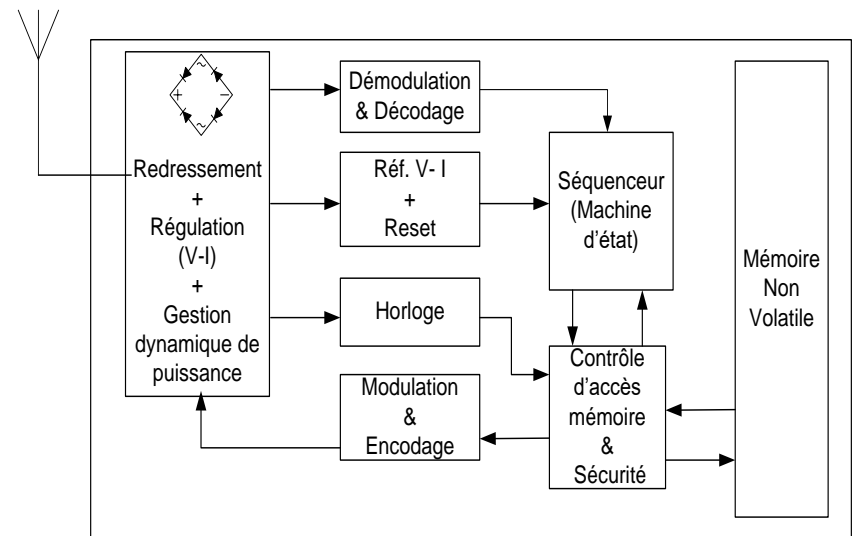 Redressement
+
Régulation
(V-I)
+
Gestion
dynamique de
puissance
Démodulation
& Décodage
Réf. V- I
+
Reset
Horloge
Modulation
&
Encodage
Séquenceur
(Machine
d'état)
Contrôle
d'accès
mémoire
&
Sécurité
Mémoire
Non
Volatile